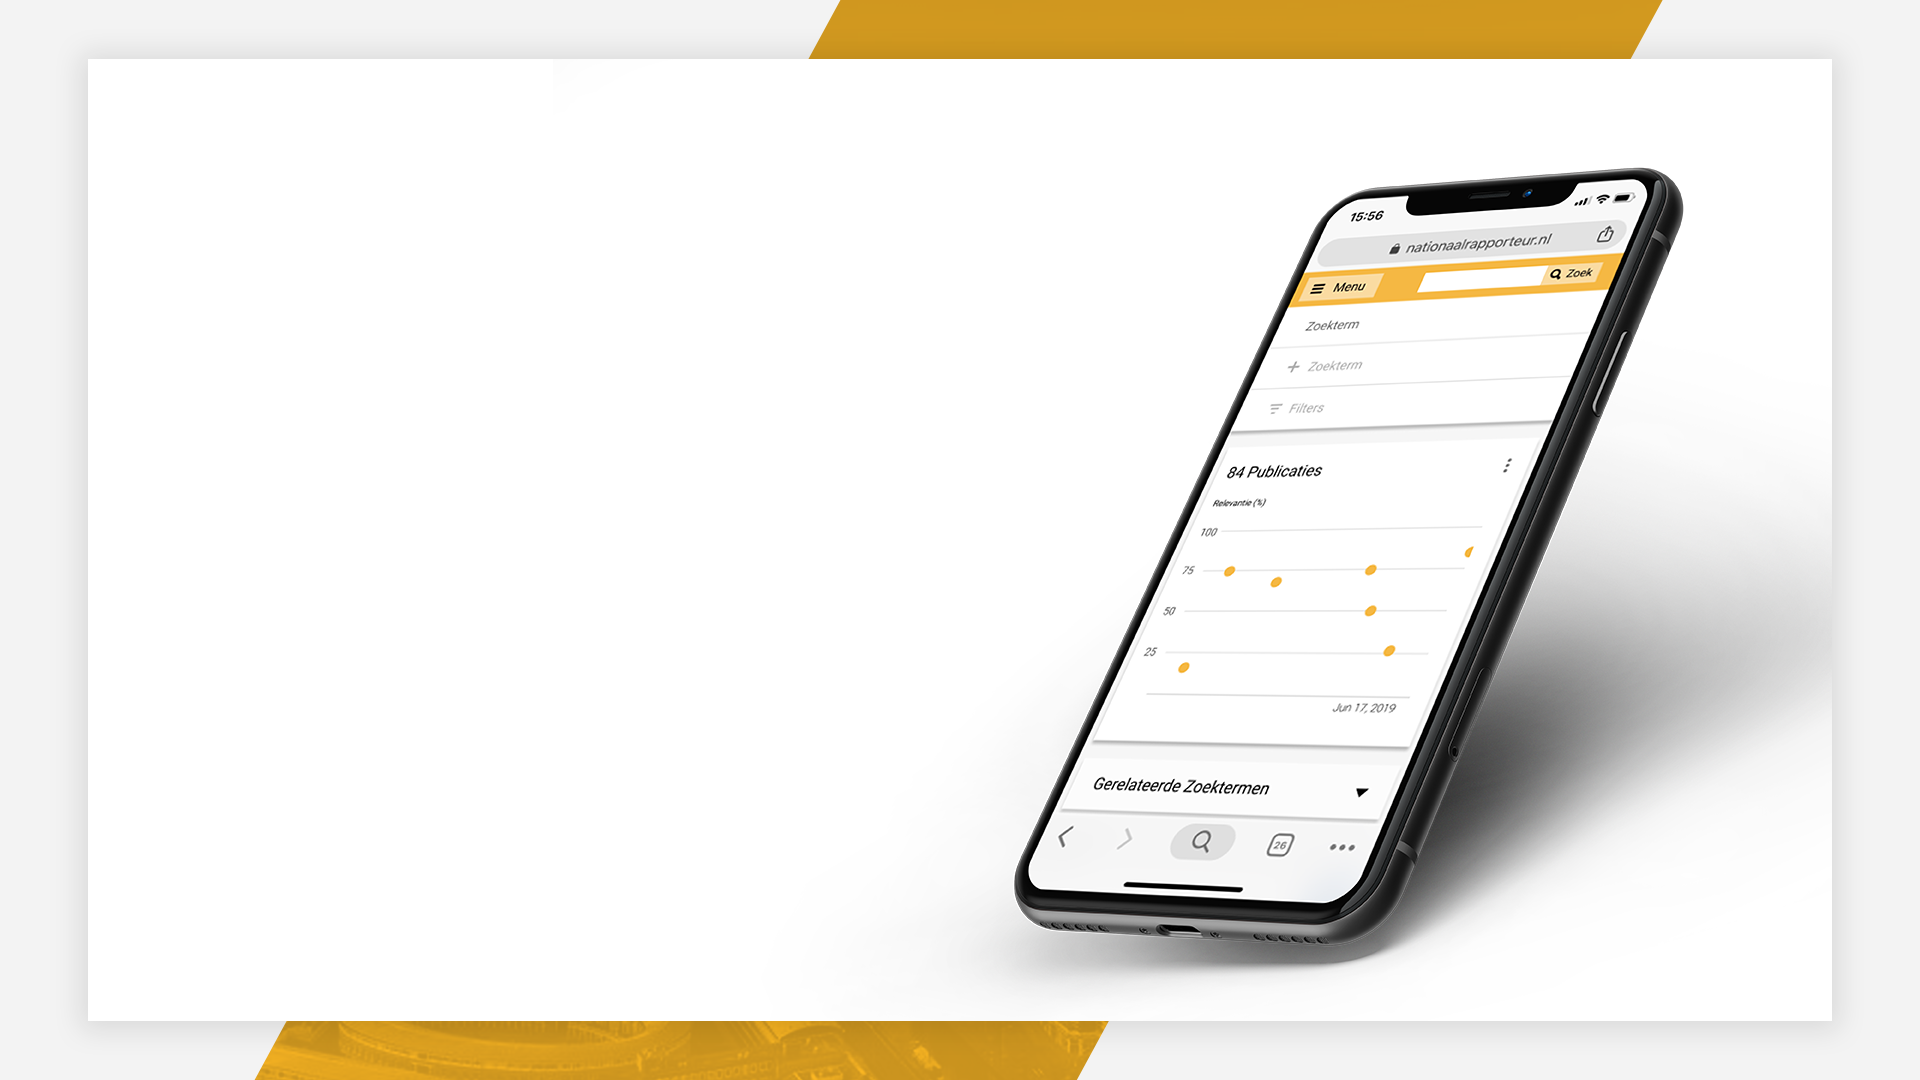 15:56
nationaalrapporteur.nl
Menu
Zoek
Zoekterm
+ Zoekterm
Filters
84 Publicaties
Relevantie (%)
100
75
50
25
Jun 17, 2019
Gerelateerde Zoektermen
26